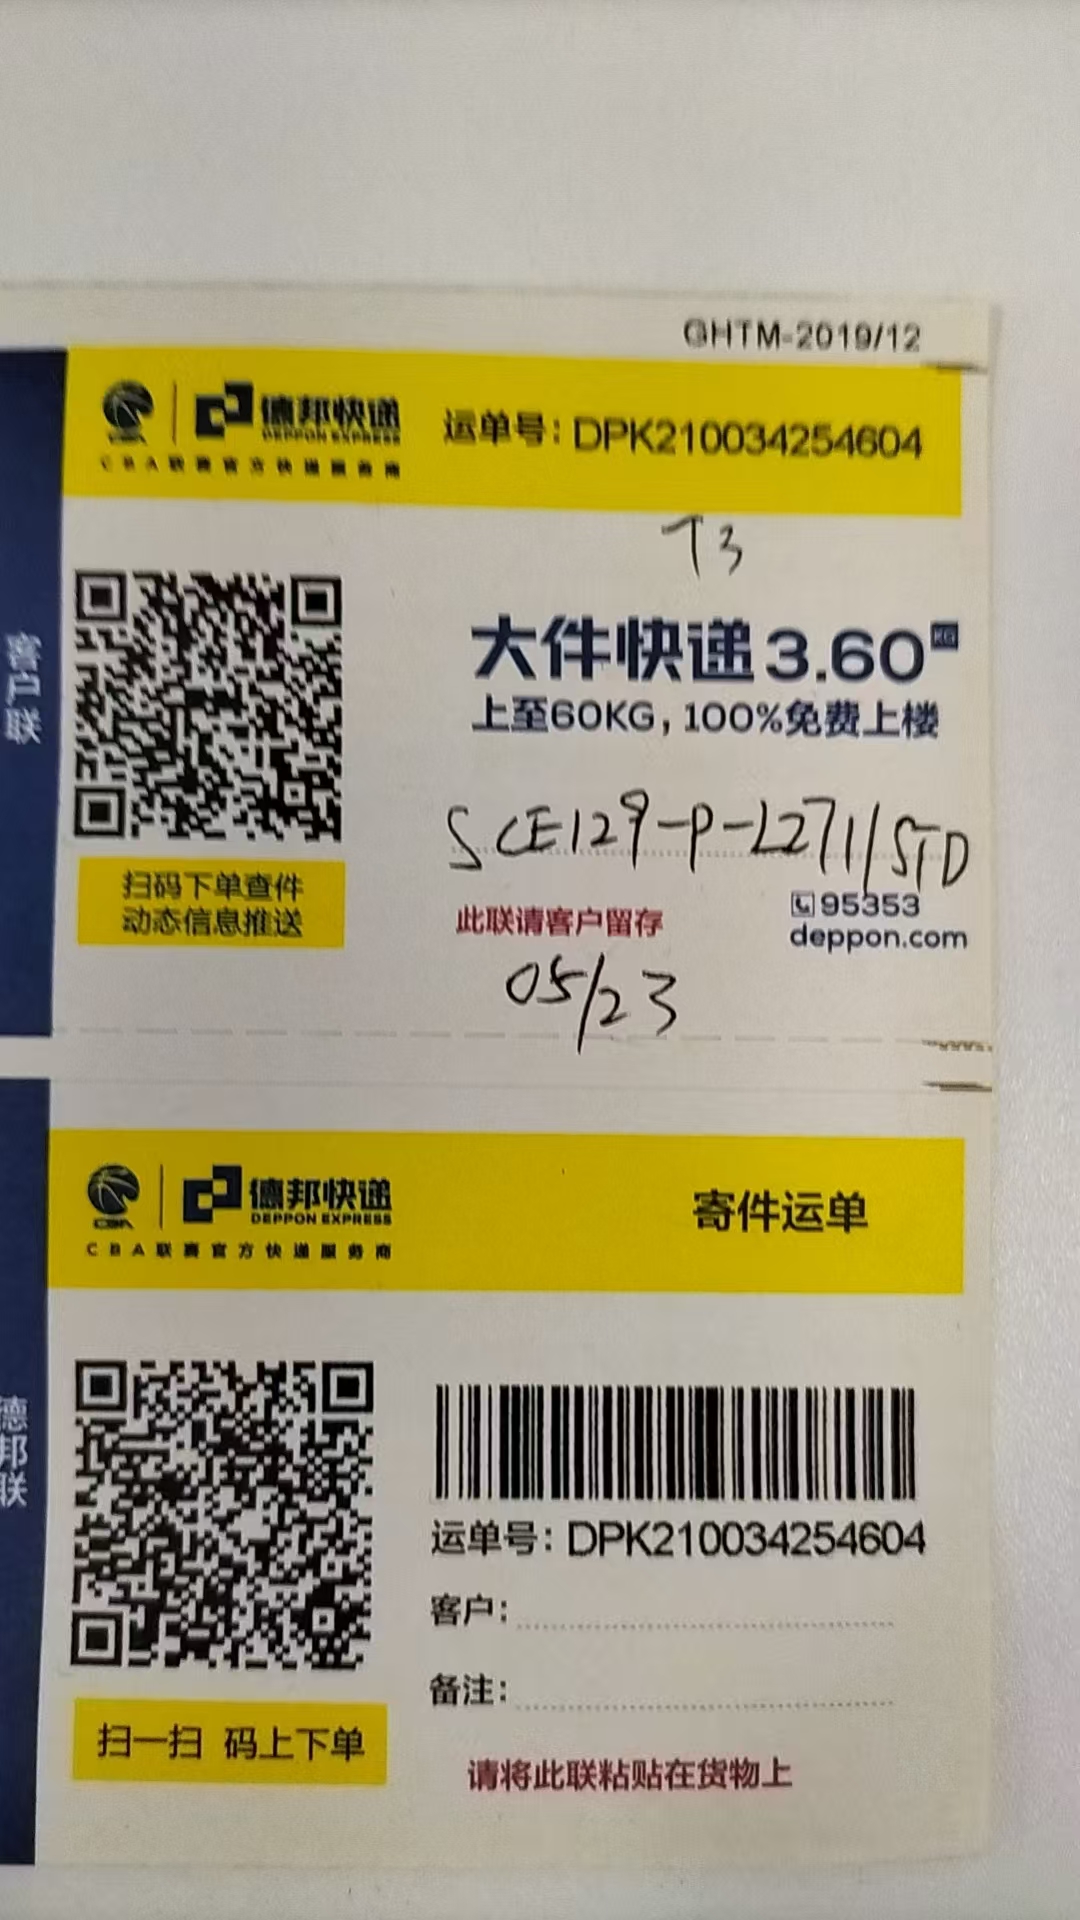 GHTM-2019/12
德邦快递
DEPPON EXPRESS
CBA联赛官方快递服务商
运单号：DPK210034254604
T3
大件快递3.60KG
上至60KG，100%免费上楼
客户联
SCE129-P-L2711/STD
扫码下单查件
动态信息推送
此联请客户留存
95353
deppon.com
05/23
CBA
德邦快递
DEPPON EXPRESS
CBA联赛官方快递服务商
寄件运单
德邦联
运单号：DPK210034254604
客户：
备注：
扫一扫 码上下单
请将此联粘贴在货物上